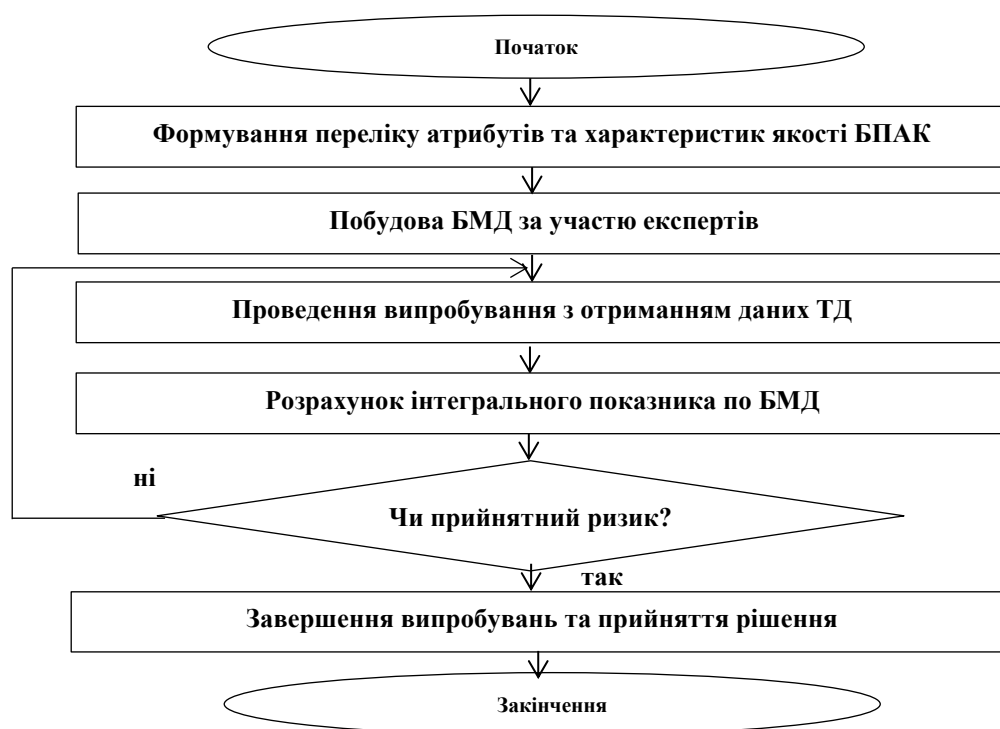 Початок
Формування переліку атрибутів та характеристик якості БПАК
Побудова БМД за участю експертів
Проведення випробування з отриманням даних ТД
Розрахунок інтегрального показника по БМД
ні
Чи прийнятний ризик?
так
Завершення випробувань та прийняття рішення
Закінчення